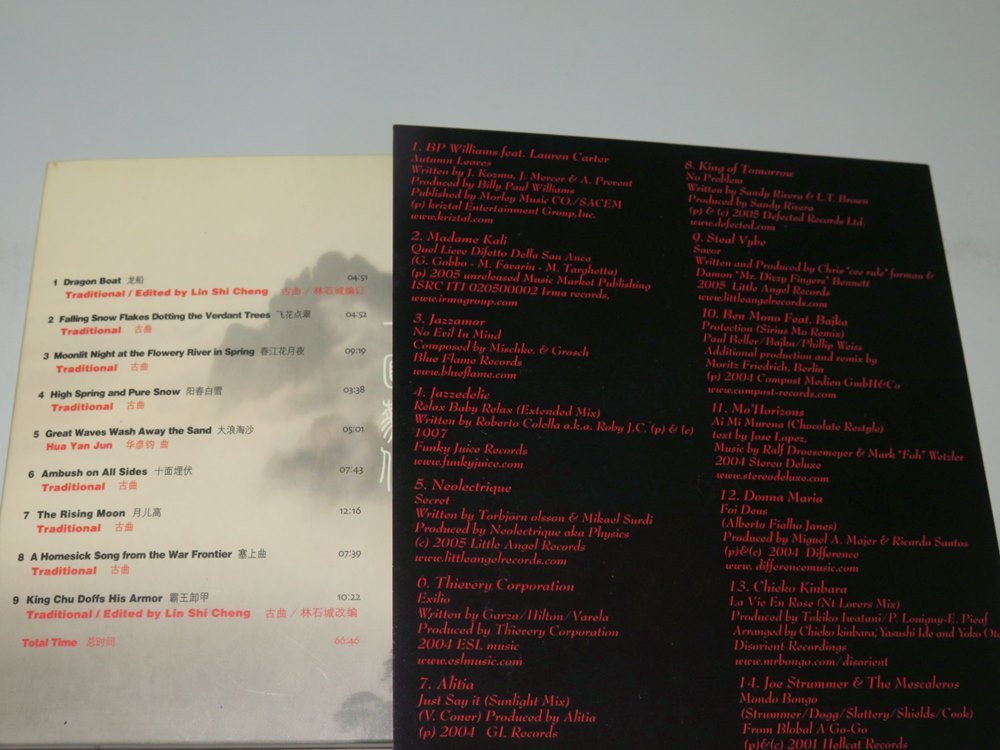 1 Dragon Boat 龙船 04:51
Traditional / Edited by Lin Shi Cheng 古曲 / 林石城编订
2 Falling Snow Flakes Dotting the Verdant Trees 飞花点翠 04:52
Traditional 古曲
3 Moonlit Night at the Flowery River in Spring 春江花月夜 09:19
Traditional 古曲
4 High Spring and Pure Snow 阳春白雪 03:38
Traditional 古曲
5 Great Waves Wash Away the Sand 大浪淘沙 05:01
Hua Yan Jun 华彦钧 曲
6 Ambush on All Sides 十面埋伏 07:43
Traditional 古曲
7 The Rising Moon 月儿高 12:16
Traditional 古曲
8 A Homesick Song from the War Frontier 塞上曲 07:39
Traditional 古曲
9 King Chu Doffs His Armor 霸王卸甲 10:22
Traditional / Edited by Lin Shi Cheng 古曲 / 林石城改编
Total Time 总时间 66:46
1. BP Williams feat. Lauren Carter
Autumn Leaves
Written by J. Kozma, J. Mercer & A. Prevent
Produced by Billy Paul Williams
Published by Morley Music CO./SACEM
(p) kriztal Entertainment Group,Inc.
www.kriztal.com
2. Madame Kali
Quel Lieve Difetto Della Sau Anca
(G. Gobbo - M. Favarin - M. Targhetta)
(p) 2005 unreleased Music Market Publishing
ISRC ITI 020500002 Irma records,
www.irmagroup.com
3. Jazzamor
No Evil In Mind
Composed by Mischke. & Grosch
Blue Flame Records
www.blueflame.com
4. Jazzedelic
Relax Baby Relax (Extended Mix)
Written by Roberto Colella a.k.a. Roby J.C. (p) & (c)
1997
Funky Juice Records
www.funkyjuice.com
5. Neolectrique
Secret
Written by Torbjörn olsson & Mikael Surdi
Produced by Neolectrique aka Physics
(c) 2005 Little Angel Records
www.littleangelrecords.com
6. Thievery Corporation
Exilio
Written by Garza/Hilton/Varela
Produced by Thievery Corporation
2004 ESL music
www.eslmusic.com
7. Alitia
Just Say it (Sunlight Mix)
(V. Coner) Produced by Alitia
(p) 2004 GL Records
8. King of Tomorrow
No Problem
Written by Sandy Rivera & L.T. Brown
Produced by Sandy Rivera
(p) & (c) 2005 Defected Records Ltd.
www.defected.com
9. Steal Vybe
Savor
Written and Produced by Chris "cee rule" forman &
Damon "Mr. Dizzy Fingers" Bennett
2005 Little Angel Records
www.littleangelrecords.com
10. Ben Mono Feat. Bajka
Protection (Sirius Mo Remix)
Paul Beller/Bajka/Phillip Weiss
Additional production and remix by
Moritz Friedrich, Berlin
(p) 2004 Compost Medien GmbH&Co
www.compost-records.com
11. Mo'Horizons
Ai Mi Murena (Chocolate Restyle)
text by Jose Lopez,
Music by Ralf Droesemeyer & Mark "Foh" Wetzler
2004 Stereo Deluxe
www.stereodeluxe.com
12. Donna Maria
Foi Deus
(Alberto Fialho Janes)
Produced by Miguel A. Majer & Ricardo Santos
(p)&(c) 2004 Difference
www. differencemusic.com
13. Chieko Kinbara
La Vie En Rose (Nt Lovers Mix)
Produced by Tokiko Iwatani/P. Louigny-E. Pieaf
Arranged by Chieko kinbara, Yasushi Ide and Yoko
Disorient Recordings
www.mrbongo.com/disorient
14. Joe Strummer & The Mescaleros
Mondo Bongo
(Strummer/Dogg/Slattery/Shields/Cook)
From Blobal A Go-Go
(p)&(c) 2001 Hellcat Records